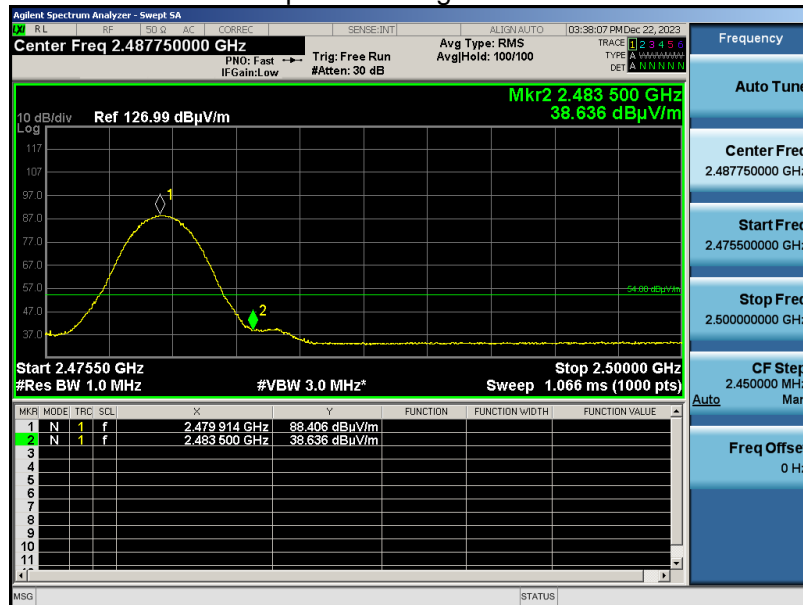 Agilent Spectrum Analyzer - Swept SA
RL RF 50 Ω AC CORREC SENSE:INT ALIGN AUTO 03:38:07 PM Dec 22, 2023
Center Freq 2.487750000 GHz
PNO: Fast
IFGain:Low
Trig: Free Run
#Atten: 30 dB
Avg Type: RMS
Avg|Hold: 100/100
TRACE 1 2 3 4 5 6
TYPE A WWWWW
DET A N N N N N
Mkr2 2.483 500 GHz
38.636 dBµV/m
10 dB/div
Log
Ref 126.99 dBµV/m
117
107
97.0
87.0
77.0
67.0
57.0
47.0
37.0
1
2
54.00 dBµV/m
Start 2.47550 GHz Stop 2.50000 GHz
#Res BW 1.0 MHz #VBW 3.0 MHz* Sweep 1.066 ms (1000 pts)
MKR MODE TRC SCL X Y FUNCTION FUNCTION WIDTH FUNCTION VALUE
1 N 1 f 2.479 914 GHz 88.406 dBµV/m
2 N 1 f 2.483 500 GHz 38.636 dBµV/m
3
4
5
6
7
8
9
10
11
MSG STATUS
Frequency
Auto Tune
Center Freq
2.487750000 GHz
Start Freq
2.475500000 GHz
Stop Freq
2.500000000 GHz
CF Step
2.450000 MHz
Auto Man
Freq Offset
0 Hz